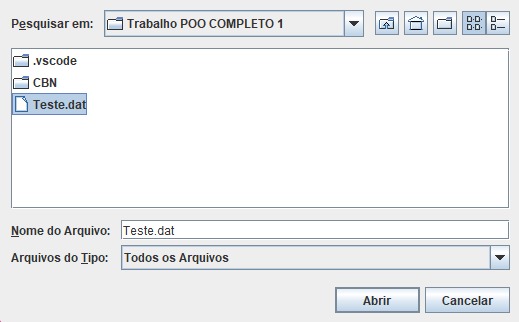 Pesquisar em: Trabalho POO COMPLETO 1
.vscode
CBN
Teste.dat
Nome do Arquivo: Teste.dat
Arquivos do Tipo: Todos os Arquivos
Abrir Cancelar